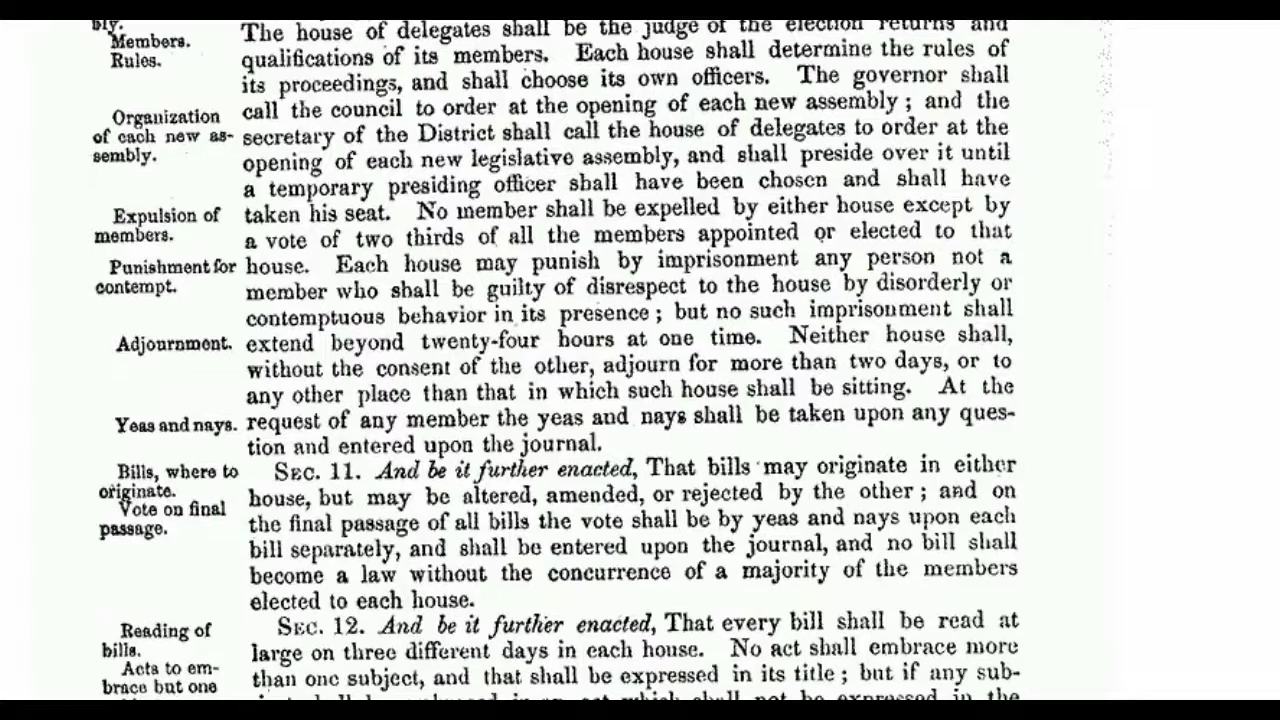 bly.
Members.
Rules.
Organization
of each new as-
sembly.
Expulsion of
members.
Punishment for
contempt.
Adjournment.
Yeas and nays.
Bills, where to
originate.
Vote on final
passage.
Reading of
bills.
Acts to em-
brace but one
The house of delegates shall be the judge of the election returns and
qualifications of its members. Each house shall determine the rules of
its proceedings, and shall choose its own officers. The governor shall
call the council to order at the opening of each new assembly; and the
secretary of the District shall call the house of delegates to order at the
opening of each new legislative assembly, and shall preside over it until
a temporary presiding officer shall have been chosen and shall have
taken his seat. No member shall be expelled by either house except by
a vote of two thirds of all the members appointed or elected to that
house. Each house may punish by imprisonment any person not a
member who shall be guilty of disrespect to the house by disorderly or
contemptuous behavior in its presence; but no such imprisonment shall
extend beyond twenty-four hours at one time. Neither house shall,
without the consent of the other, adjourn for more than two days, or to
any other place than that in which such house shall be sitting. At the
request of any member the yeas and nays shall be taken upon any ques-
tion and entered upon the journal.
SEC. 11. And be it further enacted, That bills may originate in either
house, but may be altered, amended, or rejected by the other; and on
the final passage of all bills the vote shall be by yeas and nays upon each
bill separately, and shall be entered upon the journal, and no bill shall
become a law without the concurrence of a majority of the members
elected to each house.
SEC. 12. And be it further enacted, That every bill shall be read at
large on three different days in each house. No act shall embrace more
than one subject, and that shall be expressed in its title; but if any sub-
act which shall not be expressed in the